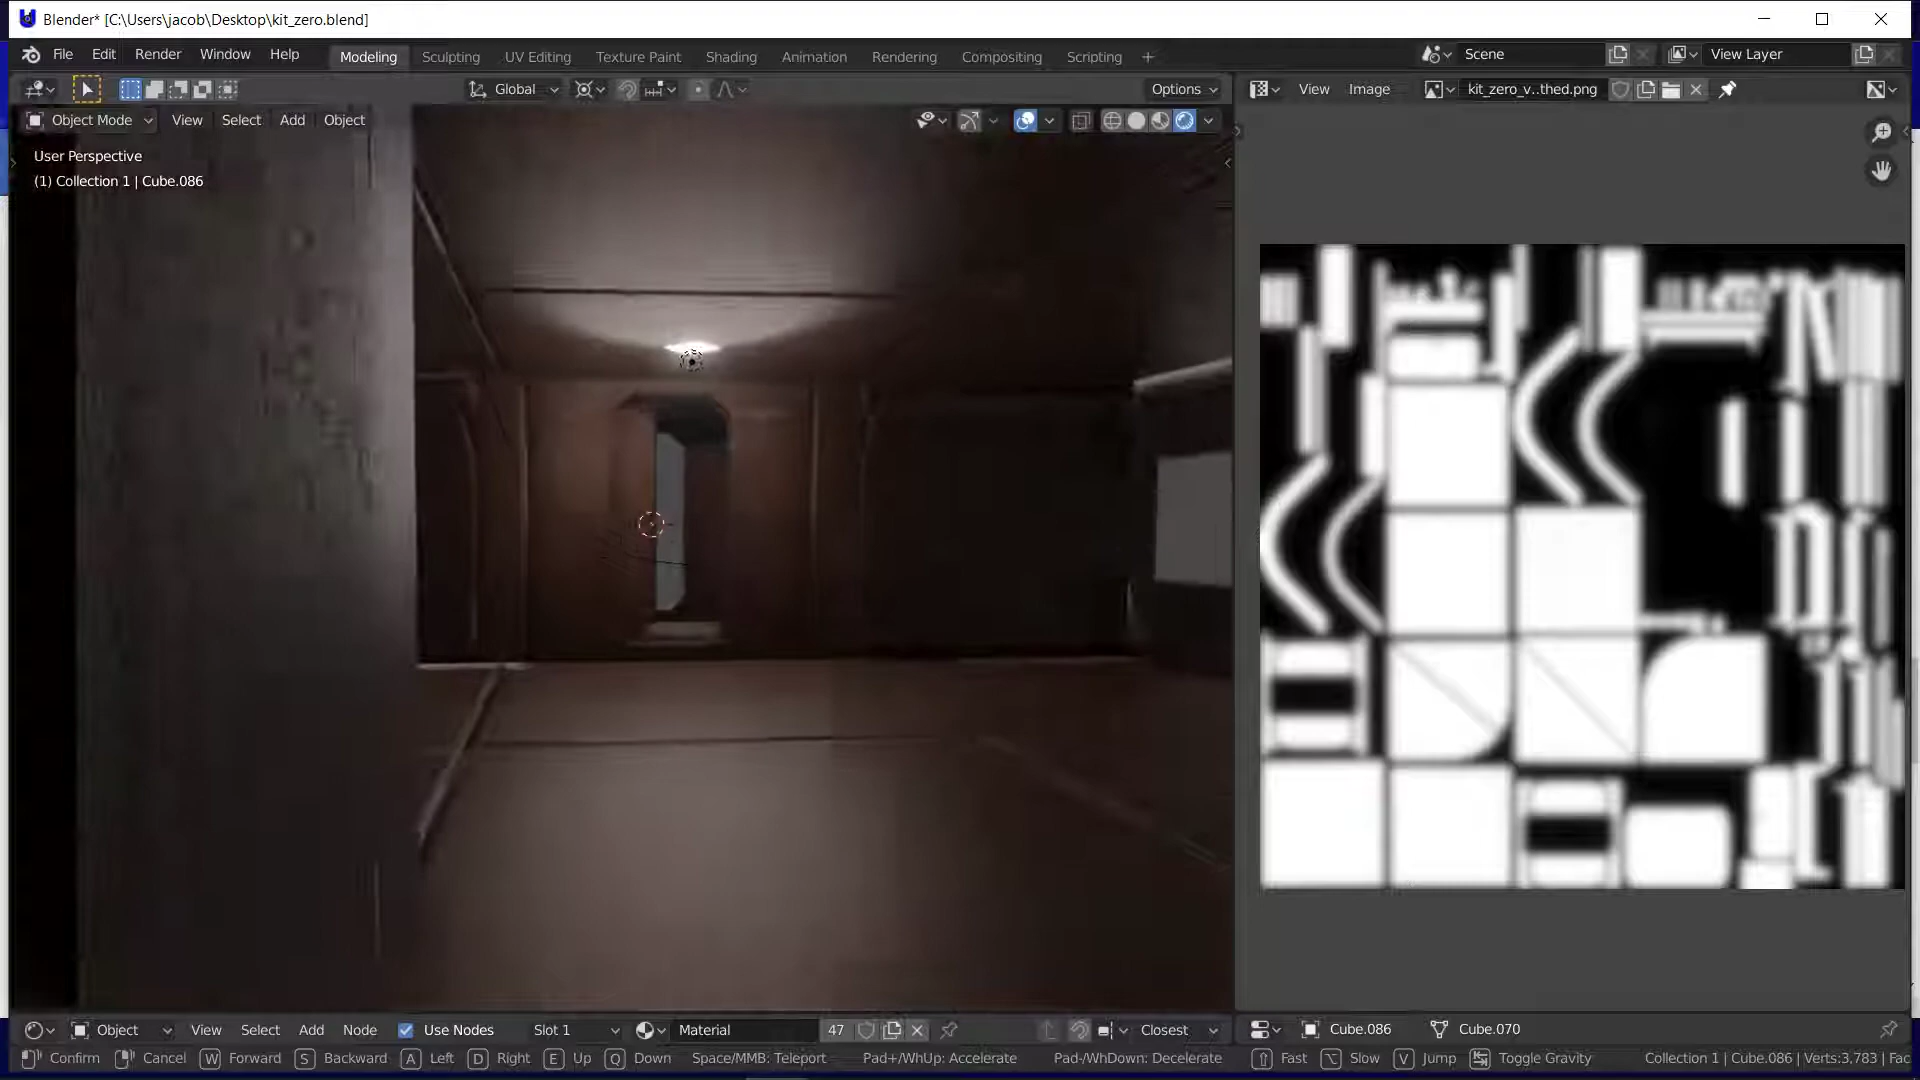 Blender* [C:\Users\jacob\Desktop\kit_zero.blend]
File Edit Render Window Help Modeling Sculpting UV Editing Texture Paint Shading Animation Rendering Compositing Scripting + Scene View Layer
Global Options View Image kit_zero_v..thed.png
Object Mode View Select Add Object
User Perspective
(1) Collection 1 | Cube.086
Object View Select Add Node Use Nodes Slot 1 Material 47 Closest Cube.086 Cube.070
Confirm Cancel W Forward S Backward A Left D Right E Up Q Down Space/MMB: Teleport Pad+/WhUp: Accelerate Pad-/WhDown: Decelerate Fast Slow V Jump Toggle Gravity Collection 1 | Cube.086 | Verts:3,783 | Fac